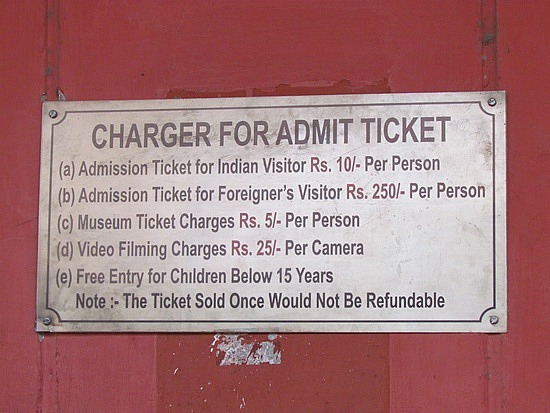 CHARGER FOR ADMIT TICKET
(a) Admission Ticket for Indian Visitor Rs. 10/- Per Person
(b) Admission Ticket for Foreigner's Visitor Rs. 250/- Per Person
(c) Museum Ticket Charges Rs. 5/- Per Person
(d) Video Filming Charges Rs. 25/- Per Camera
(e) Free Entry for Children Below 15 Years
Note :- The Ticket Sold Once Would Not Be Refundable